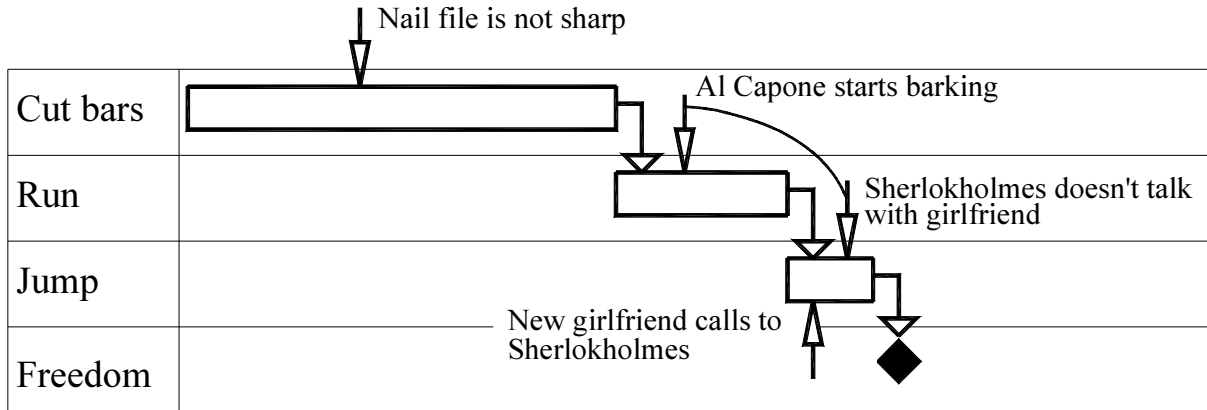 Nail file is not sharp
Cut bars
Al Capone starts barking
Run
Sherlokholmes doesn't talk
with girlfriend
Jump
New girlfriend calls to
Sherlokholmes
Freedom